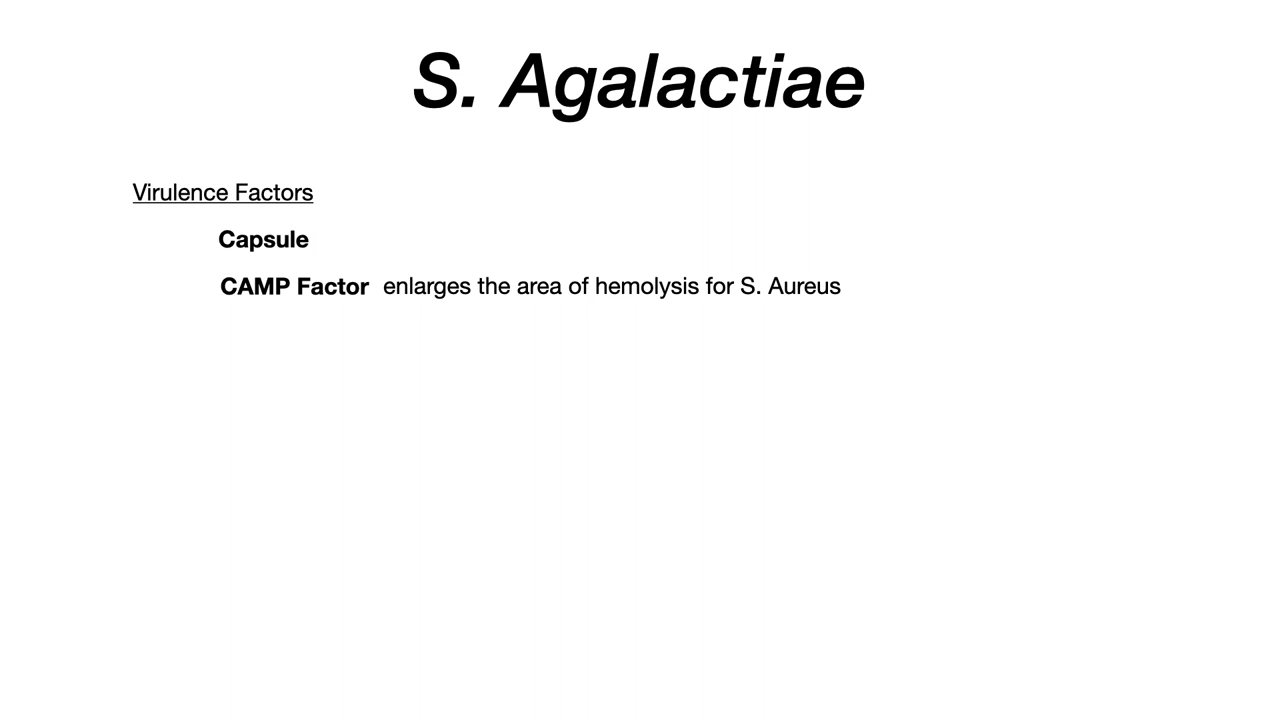 S. Agalactiae
Virulence Factors
Capsule
CAMP Factor enlarges the area of hemolysis for S. Aureus